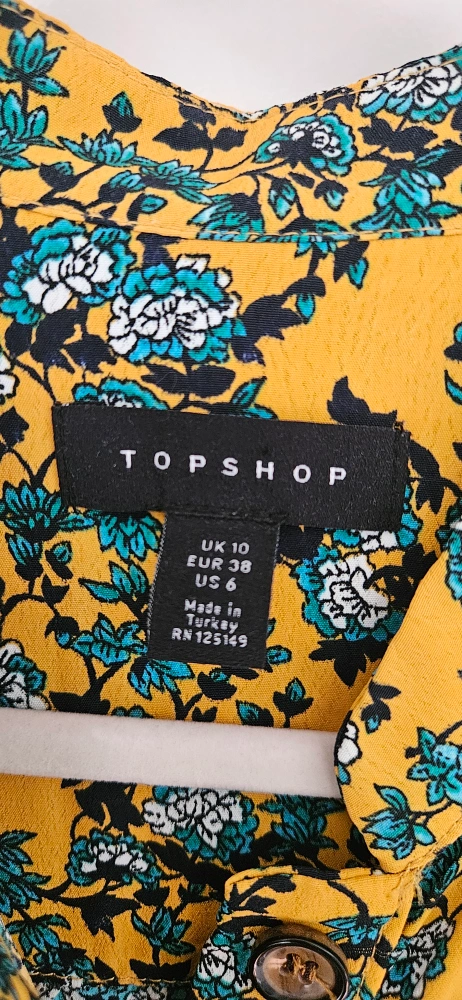 TOPSHOP
UK 10
EUR 38
US 6
Made in
Turkey
RN 125149